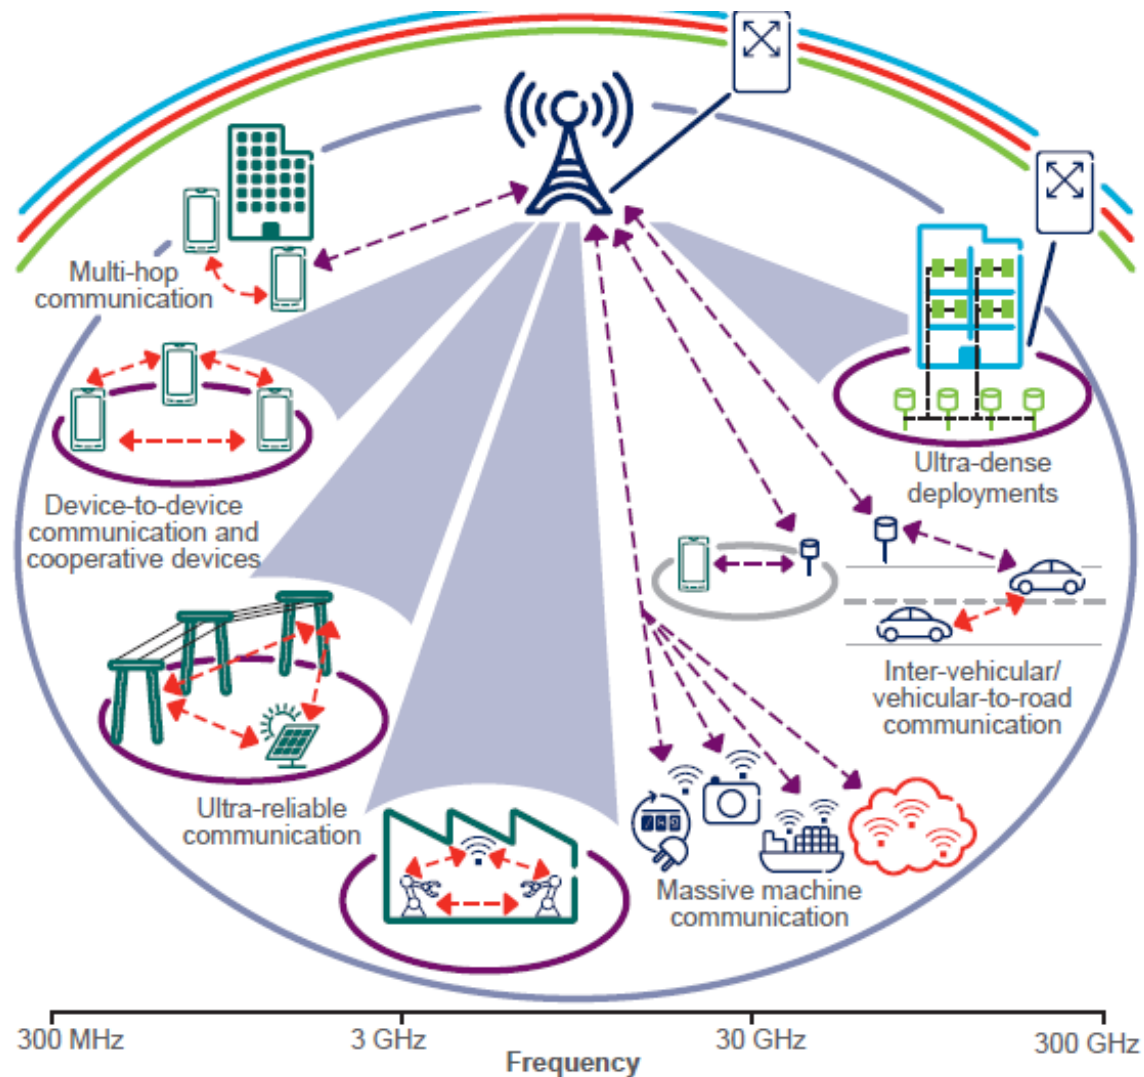 Multi-hop
communication
Device-to-device
communication and
cooperative devices
Ultra-dense
deployments
Inter-vehicular/
vehicular-to-road
communication
Ultra-reliable
communication
Massive machine
communication
300 MHz
3 GHz
30 GHz
300 GHz
Frequency